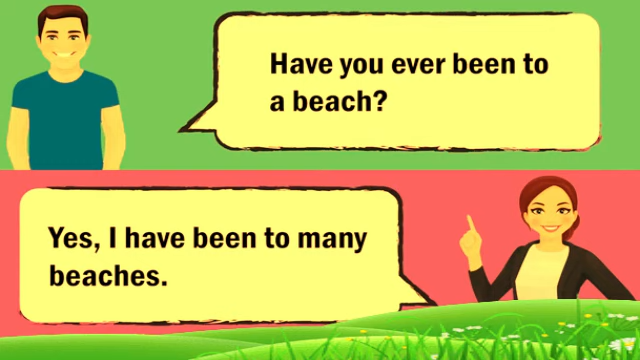 Have you ever been to
a beach?
Yes, I have been to many
beaches.